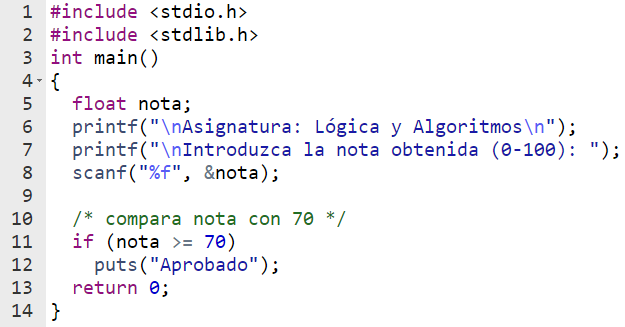 1 #include <stdio.h>
2 #include <stdlib.h>
3 int main()
4 {
5 float nota;
6 printf("\nAsignatura: Lógica y Algoritmos\n");
7 printf("\nIntroduzca la nota obtenida (0-100): ");
8 scanf("%f", &nota);
9
10 /* compara nota con 70 */
11 if (nota >= 70)
12 puts("Aprobado");
13 return 0;
14 }